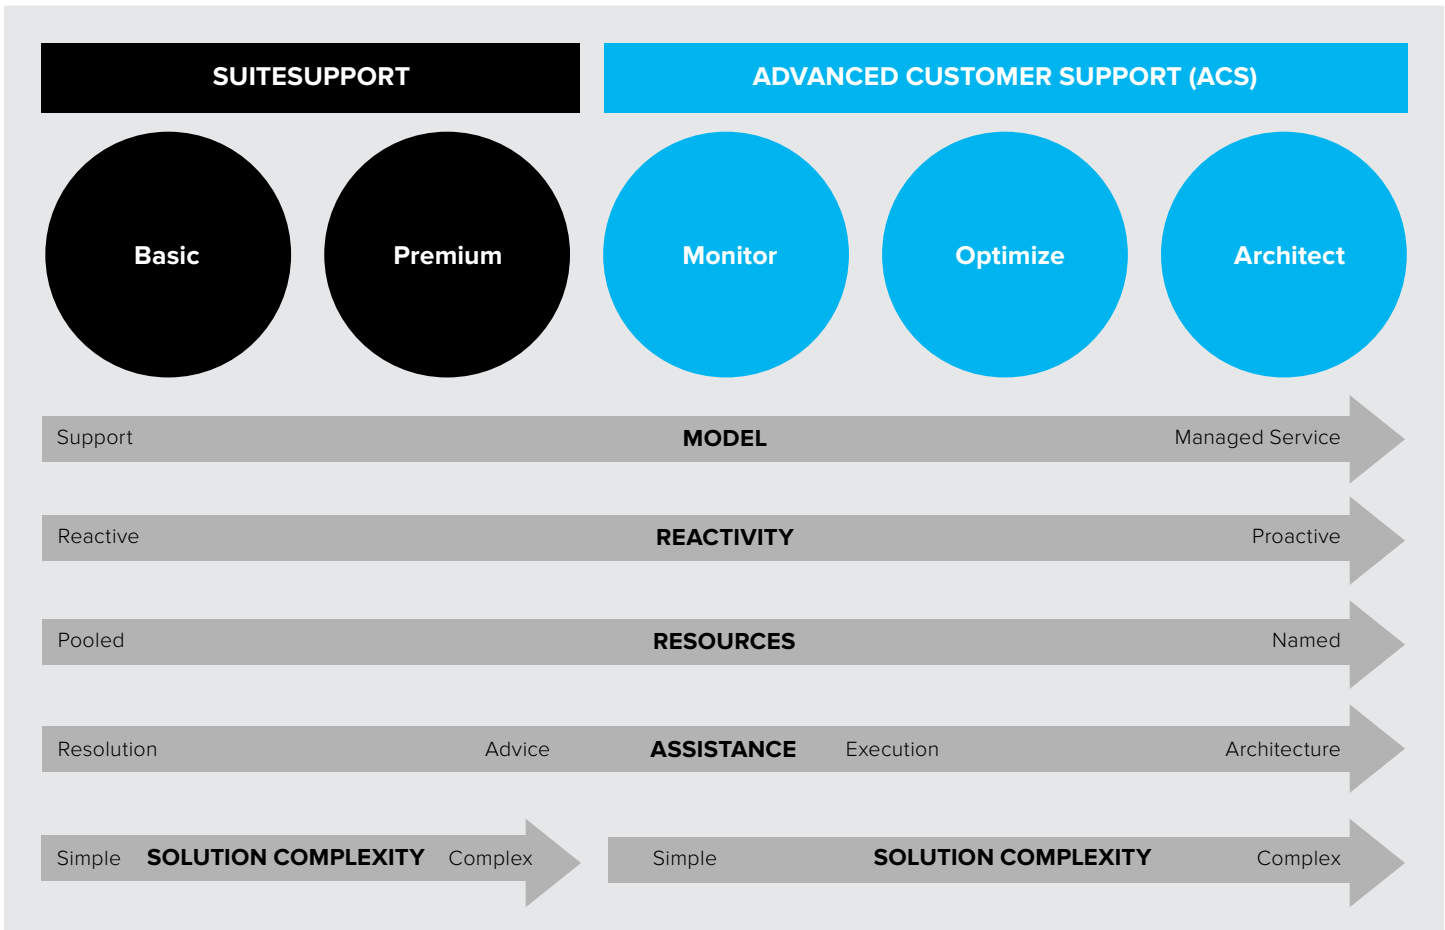 SUITESUPPORT
ADVANCED CUSTOMER SUPPORT (ACS)
Basic
Premium
Monitor
Optimize
Architect
Support MODEL Managed Service
Reactive REACTIVITY Proactive
Pooled RESOURCES Named
Resolution Advice ASSISTANCE Execution Architecture
Simple SOLUTION COMPLEXITY Complex
Simple SOLUTION COMPLEXITY Complex